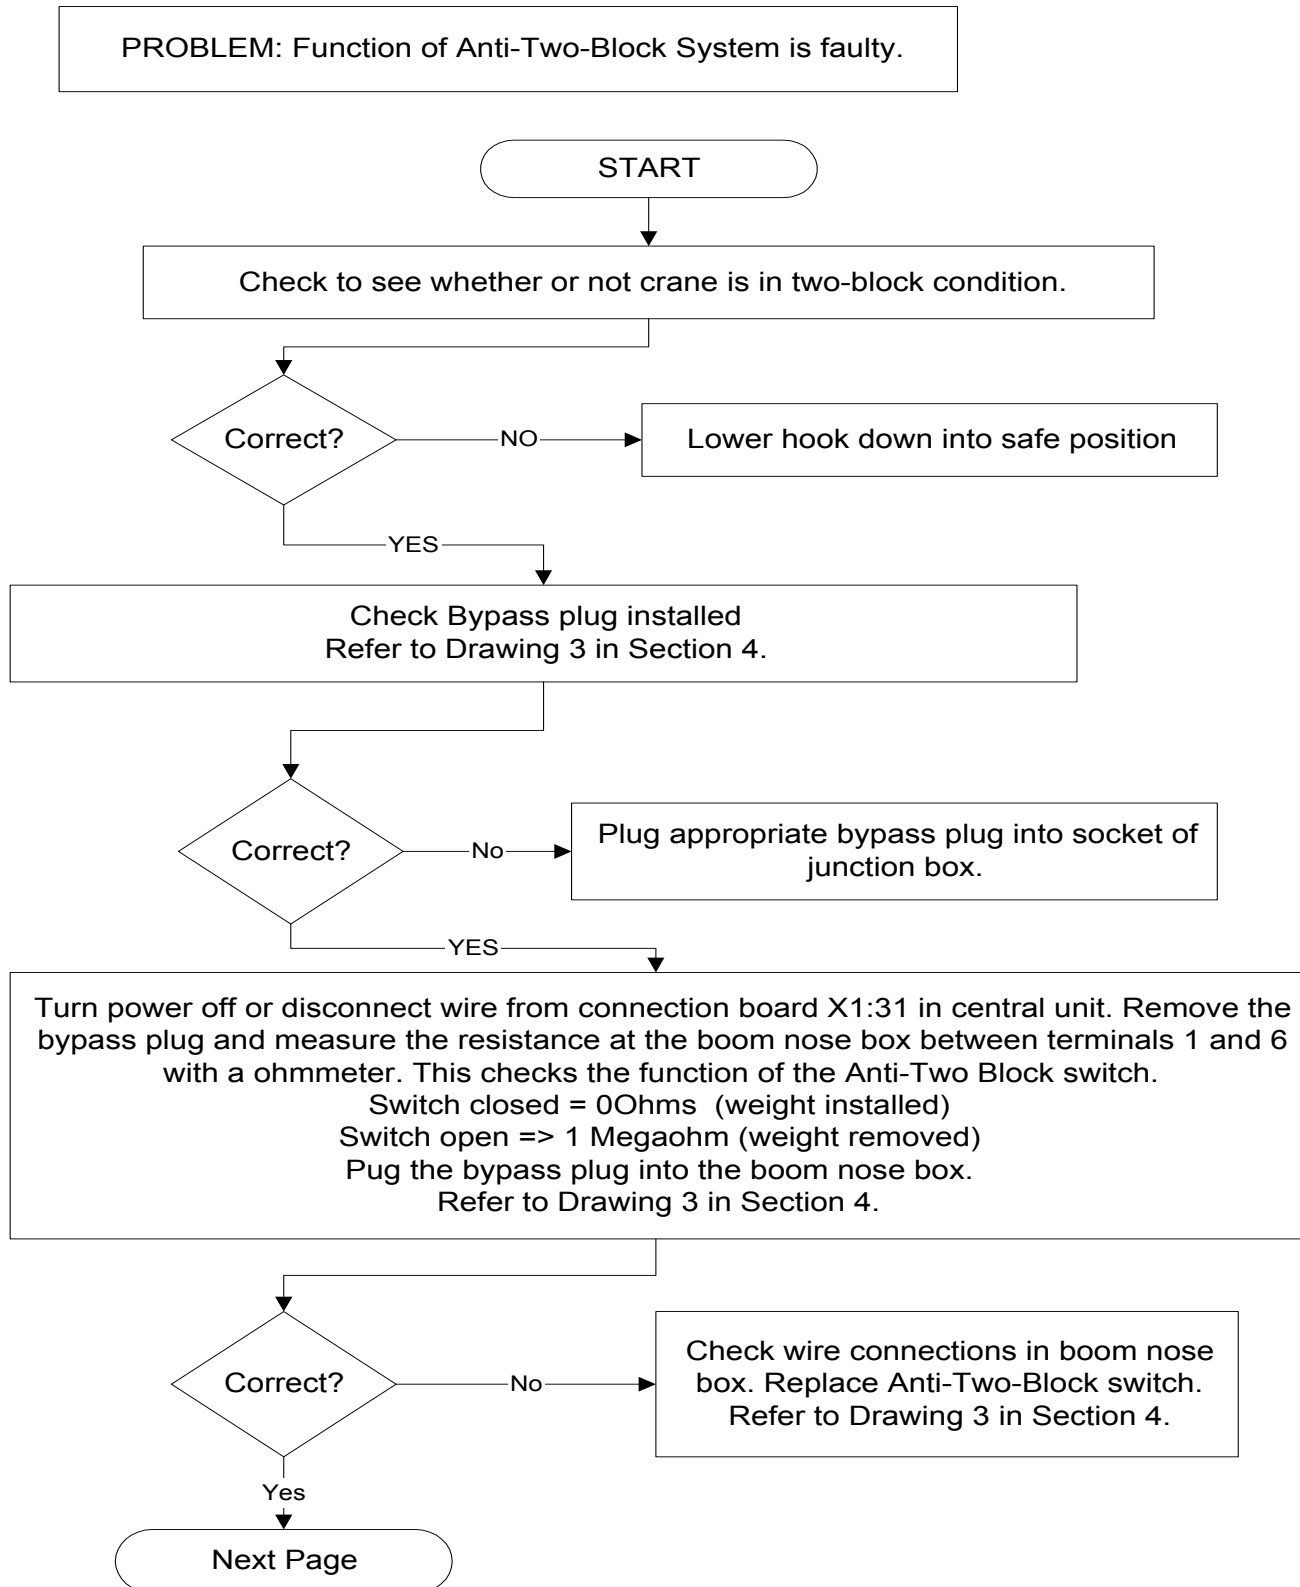 PROBLEM: Function of Anti-Two-Block System is faulty.
START
Check to see whether or not crane is in two-block condition.
Correct?
NO
Lower hook down into safe position
YES
Check Bypass plug installed
Refer to Drawing 3 in Section 4.
Correct?
No
Plug appropriate bypass plug into socket of
junction box.
YES
Turn power off or disconnect wire from connection board X1:31 in central unit. Remove the
bypass plug and measure the resistance at the boom nose box between terminals 1 and 6
with a ohmmeter. This checks the function of the Anti-Two Block switch.
Switch closed = 0Ohms  (weight installed)
Switch open => 1 Megaohm (weight removed)
Pug the bypass plug into the boom nose box.
Refer to Drawing 3 in Section 4.
Correct?
No
Check wire connections in boom nose
box. Replace Anti-Two-Block switch.
Refer to Drawing 3 in Section 4.
Yes
Next Page